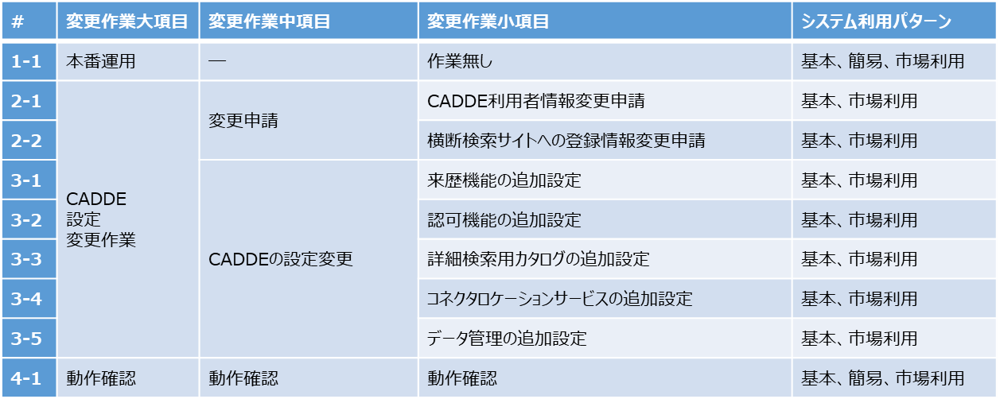 # 変更作業大項目 変更作業中項目 変更作業小項目 システム利用パターン
1-1 本番運用 ― 作業無し 基本、簡易、市場利用
2-1 CADDE利用者情報変更申請 基本、市場利用
変更申請
2-2 横断検索サイトへの登録情報変更申請 基本、市場利用
3-1 来歴機能の追加設定 基本、市場利用
CADDE
設定
変更作業
3-2 認可機能の追加設定 基本、市場利用
3-3 CADDEの設定変更 詳細検索用カタログの追加設定 基本、市場利用
3-4 コネクタロケーションサービスの追加設定 基本、市場利用
3-5 データ管理の追加設定 基本、市場利用
4-1 動作確認 動作確認 動作確認 基本、簡易、市場利用